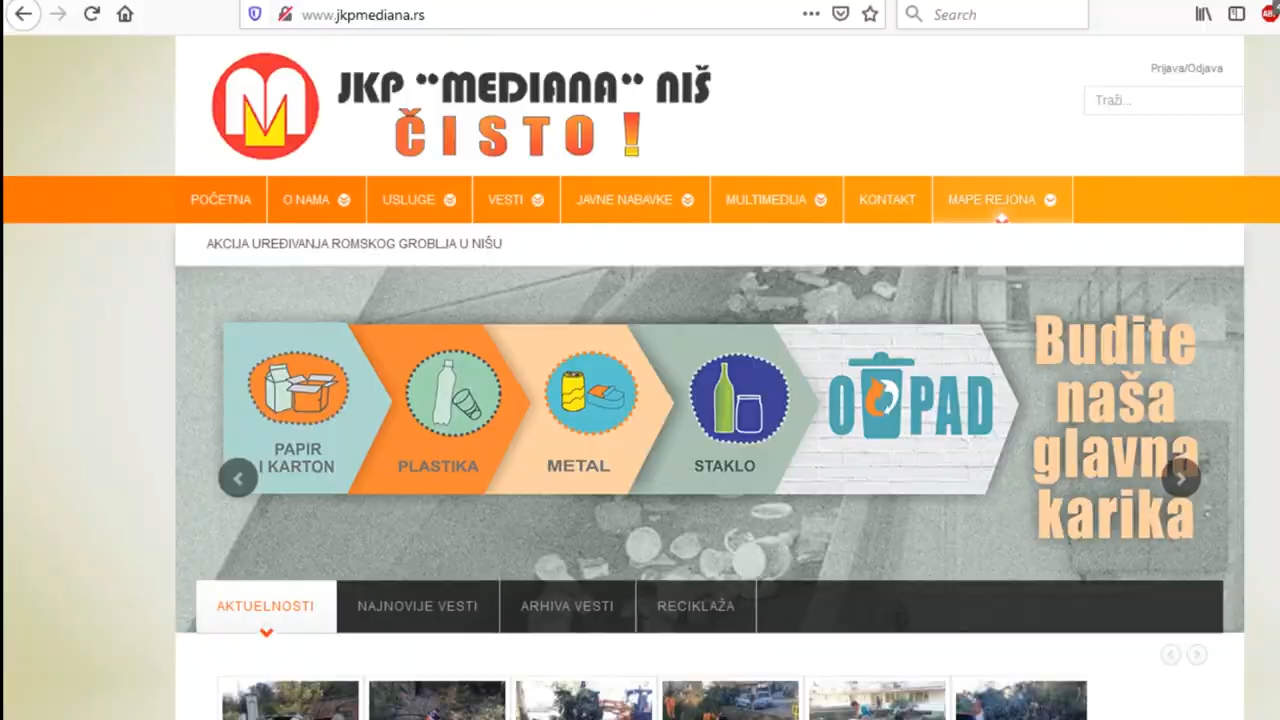 www.jkpmediana.rs
Search
JKP "MEDIANA" NIŠ
ČISTO!
Prijava/Odjava
Traži...
POČETNA
O NAMA
USLUGE
VESTI
JAVNE NABAVKE
MULTIMEDIJA
KONTAKT
MAPE REJONA
AKCIJA UREĐIVANJA ROMSKOG GROBLJA U NIŠU
PAPIR
I KARTON
PLASTIKA
METAL
STAKLO
OTPAD
Budite
naša
glavna
karika
AKTUELNOSTI
NAJNOVIJE VESTI
ARHIVA VESTI
RECIKLAŽA